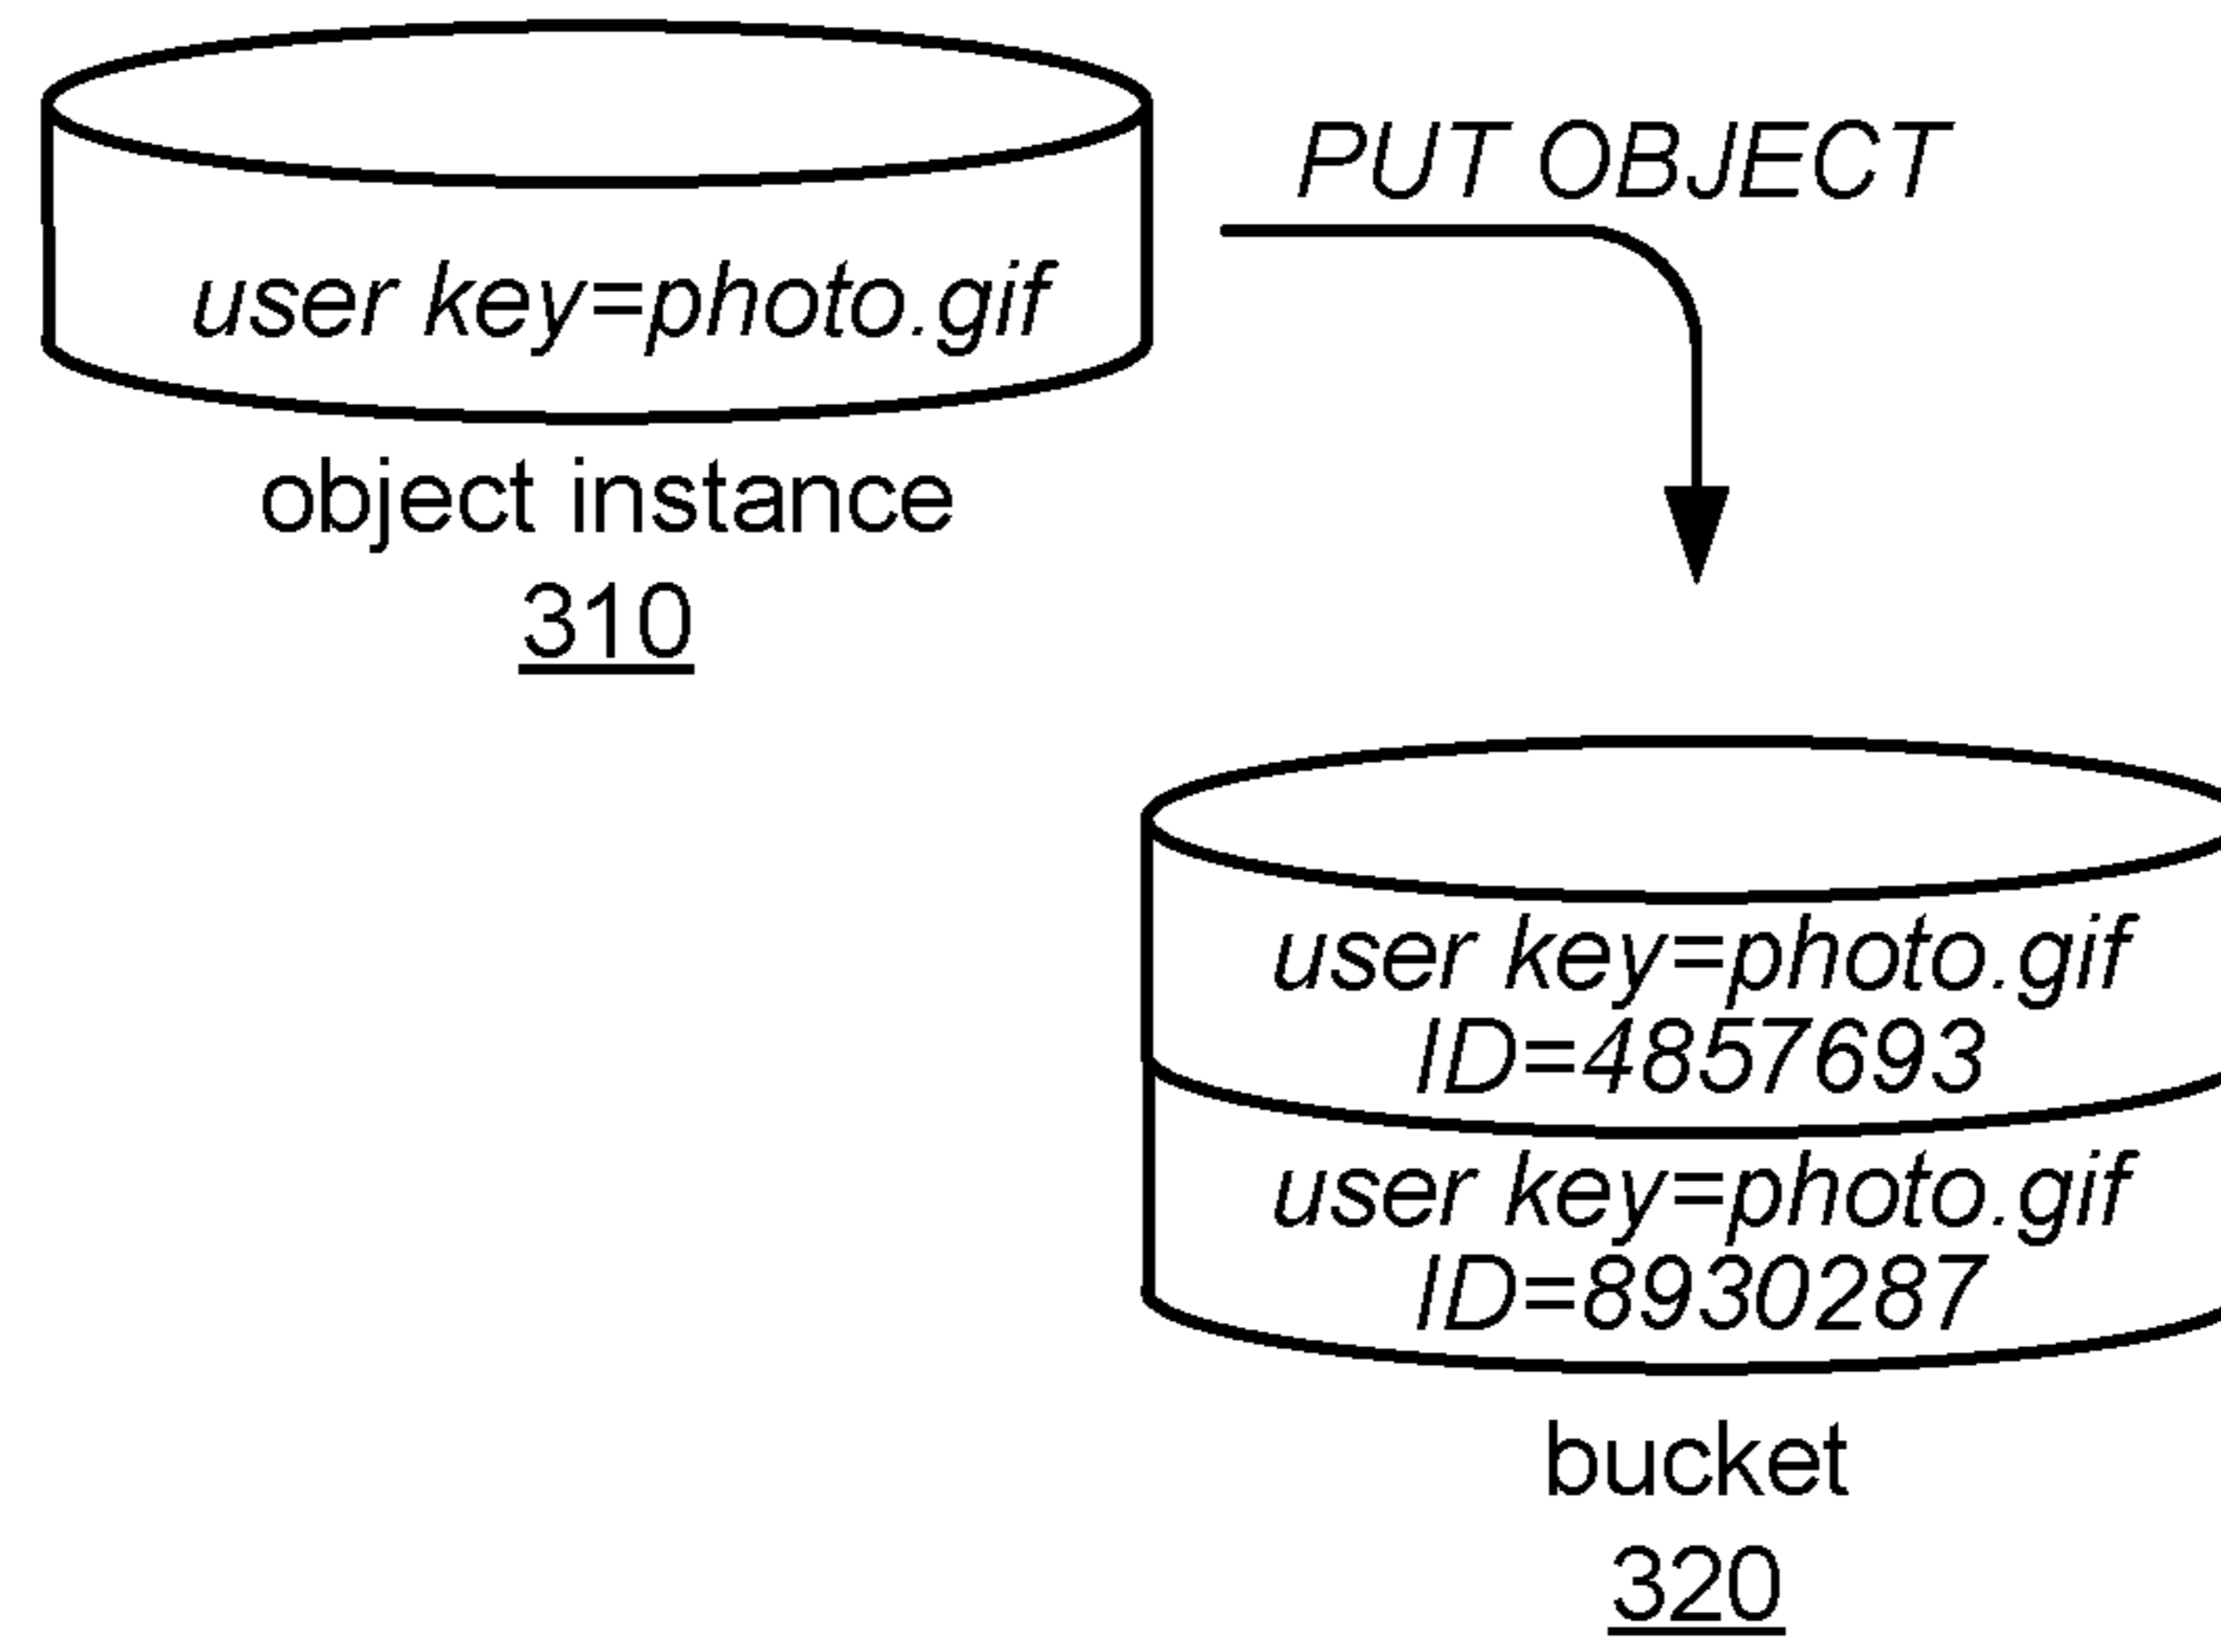 PUT OBJECT
user key=photo.gif
object instance
310
user key=photo.gif
ID=4857693
user key=photo.gif
ID=8930287
bucket
320